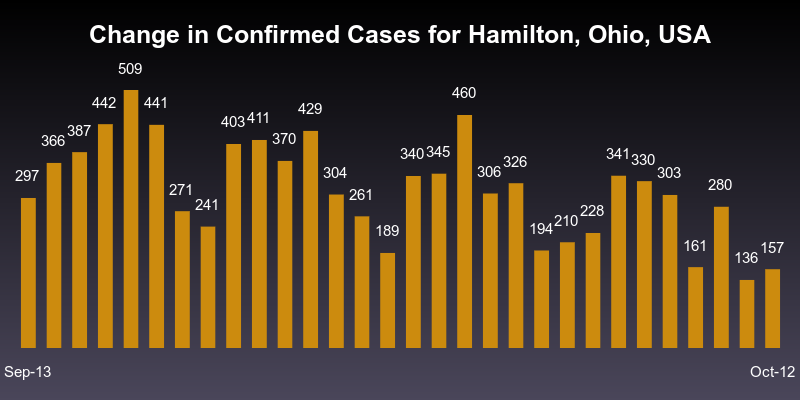 Change in Confirmed Cases for Hamilton, Ohio, USA
297 366 387 442 509 441 271 241 403 411 370 429 304 261 189 340 345 460 306 326 194 210 228 341 330 303 161 280 136 157
Sep-13 Oct-12